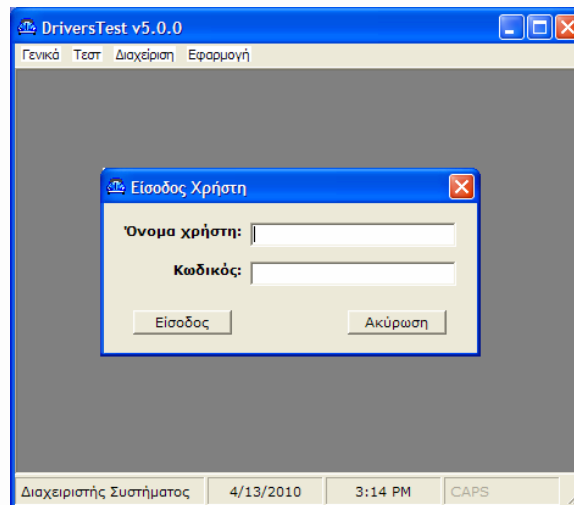 DriversTest v5.0.0
Γενικά Τεστ Διαχείριση Εφαρμογή
Είσοδος Χρήστη
Όνομα χρήστη:
Κωδικός:
Είσοδος Ακύρωση
Διαχειριστής Συστήματος 4/13/2010 3:14 PM CAPS